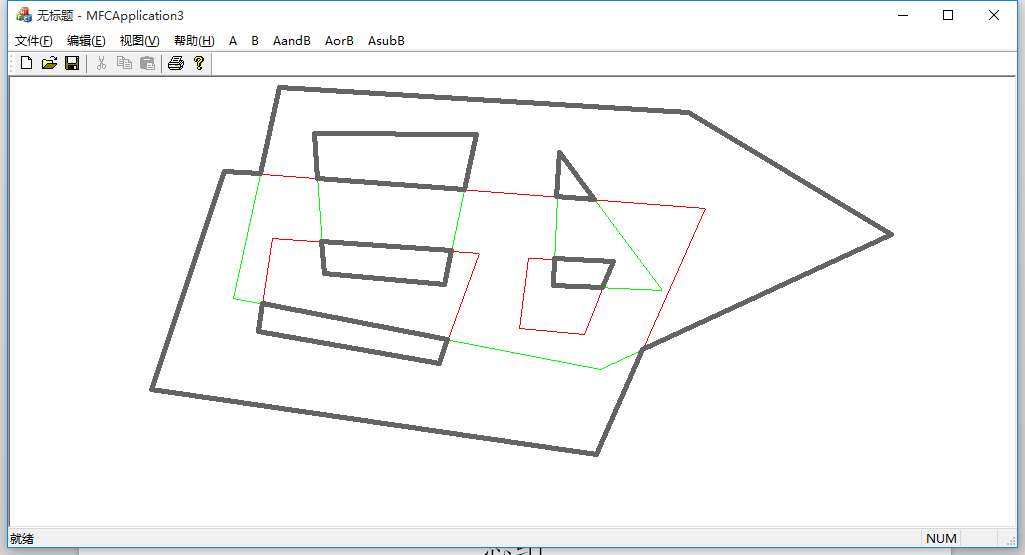 无标题 - MFCApplication3
文件(F) 编辑(E) 视图(V) 帮助(H) A B AandB AorB AsubB
就绪 NUM